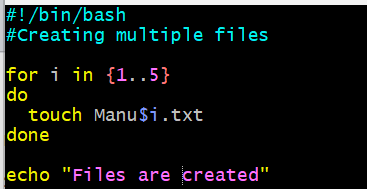 #!/bin/bash
#Creating multiple files

for i in {1..5}
do
  touch Manu$i.txt
done

echo "Files are created"